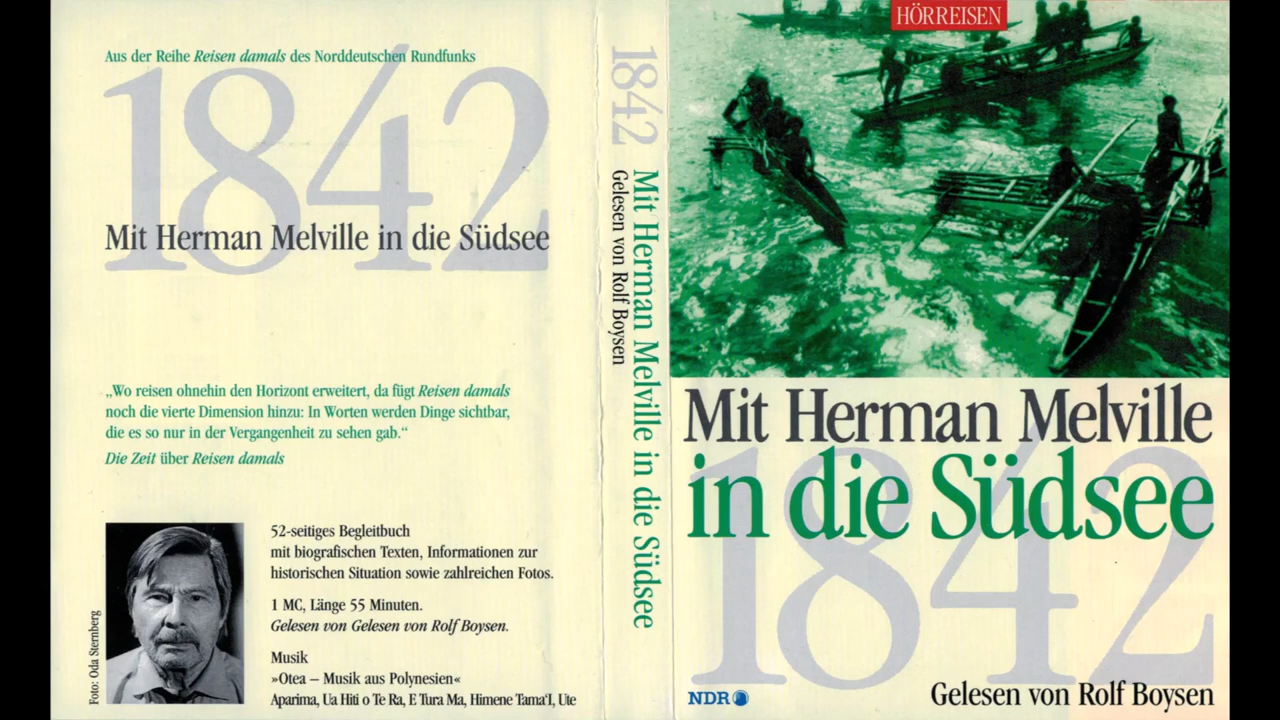 Aus der Reihe Reisen damals des Norddeutschen Rundfunks
1842
Mit Herman Melville in die Südsee
„Wo reisen ohnehin den Horizont erweitert, da fügt Reisen damals
noch die vierte Dimension hinzu: In Worten werden Dinge sichtbar,
die es so nur in der Vergangenheit zu sehen gab.“
Die Zeit über Reisen damals
Foto: Oda Sternberg
52-seitiges Begleitbuch
mit biografischen Texten, Informationen zur
historischen Situation sowie zahlreichen Fotos.
1 MC, Länge 55 Minuten.
Gelesen von Gelesen von Rolf Boysen.
Musik
»Otea – Musik aus Polynesien«
Aparima, Ua Hiti o Te Ra, E Tura Ma, Himene Tama‘I, Ute
1842
Mit Herman Melville in die Südsee
Gelesen von Rolf Boysen
HÖRREISEN
Mit Herman Melville
in die Südsee
1842
NDR
Gelesen von Rolf Boysen